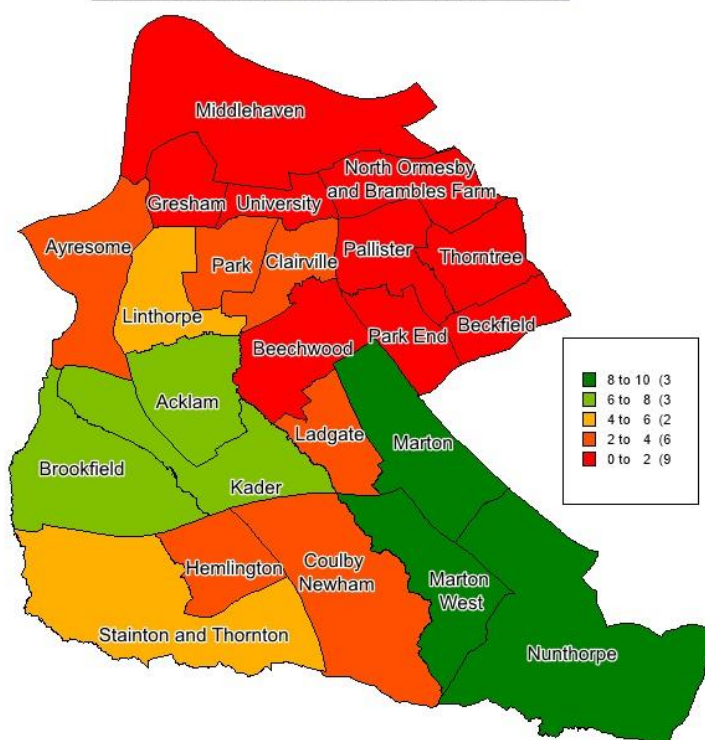 Middlehaven
North Ormesby
and Brambles Farm
Gresham
University
Ayresome
Park
Clairville
Pallister
Thorntree
Linthorpe
Beechwood
Park End
Beckfield
Acklam
Ladgate
Marton
Brookfield
Kader
Hemlington
Coulby
Newham
Marton
West
Stainton and Thornton
Nunthorpe
8 to 10 (3
6 to 8 (3
4 to 6 (2
2 to 4 (6
0 to 2 (9